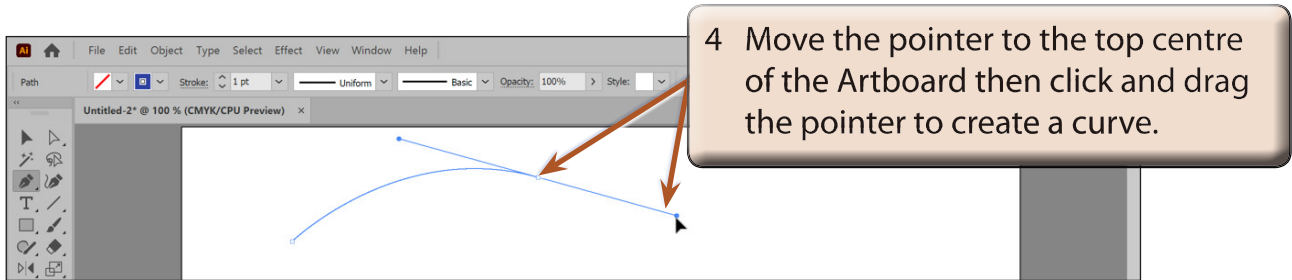 4 Move the pointer to the top centre
of the Artboard then click and drag
the pointer to create a curve.
Ai File Edit Object Type Select Effect View Window Help
Path Stroke: 1 pt Uniform Basic Opacity: 100% Style:
Untitled-2* @ 100 % (CMYK/CPU Preview) ×